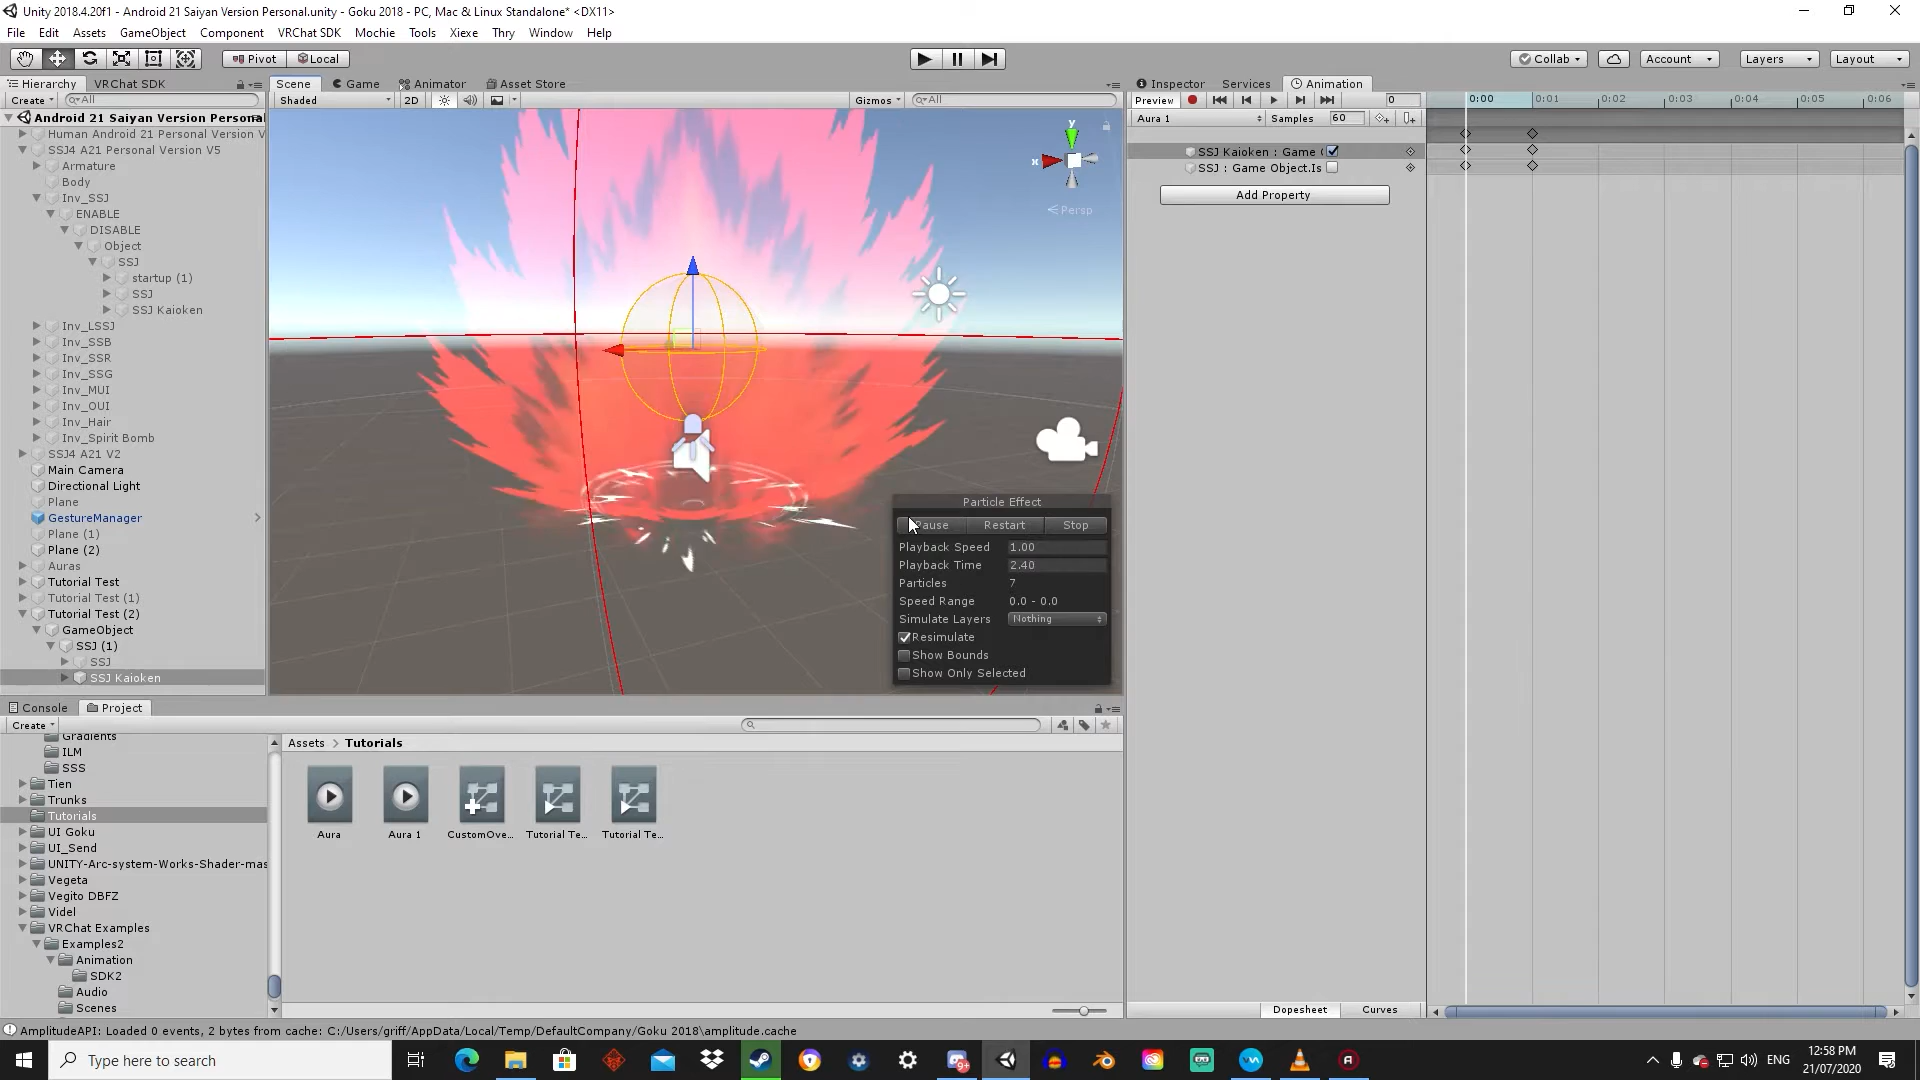 Unity 2018.4.20f1 - Android 21 Saiyan Version Personal.unity - Goku 2018 - PC, Mac & Linux Standalone* <DX11>
File Edit Assets GameObject Component VRChat SDK Mochie Tools Xiexe Thry Window Help
Pivot Local Collab Account Layers Layout
Hierarchy VRChat SDK Scene Game Animator Asset Store Inspector Services Animation
Create All Shaded 2D Gizmos All Preview 0 0:00 0:01 0:02 0:03 0:04 0:05 0:06
Android 21 Saiyan Version Persona Aura 1 Samples 60
Human Android 21 Personal Version V
SSJ4 A21 Personal Version V5 SSJ Kaioken : Game (
Armature SSJ : Game Object.Is
Body
Inv_SSJ Add Property
ENABLE
DISABLE
Object
SSJ
startup (1)
SSJ
SSJ Kaioken
Inv_LSSJ
Inv_SSB
Inv_SSR
Inv_SSG
Inv_MUI
Inv_OUI
Inv_Hair
Inv_Spirit Bomb
SSJ4 A21 V2
Main Camera
Directional Light
Plane
GestureManager
Plane (1)
Plane (2)
Auras
Tutorial Test
Tutorial Test (1)
Tutorial Test (2)
GameObject
SSJ (1)
SSJ
SSJ Kaioken
y
x
Persp
Particle Effect
Pause Restart Stop
Playback Speed 1.00
Playback Time 2.40
Particles 7
Speed Range 0.0 - 0.0
Simulate Layers Nothing
Resimulate
Show Bounds
Show Only Selected
Console Project
Create
Gradients
ILM
SSS
Tien
Trunks
Tutorials
UI Goku
UI_Send
UNITY-Arc-system-Works-Shader-mas
Vegeta
Vegito DBFZ
Videl
VRChat Examples
Examples2
Animation
SDK2
Audio
Scenes
Assets > Tutorials
Aura Aura 1 CustomOve... Tutorial Te... Tutorial Te...
Dopesheet Curves
AmplitudeAPI: Loaded 0 events, 2 bytes from cache: C:/Users/griff/AppData/Local/Temp/DefaultCompany/Goku 2018\amplitude.cache
Type here to search
9+
ENG
12:58 PM
21/07/2020